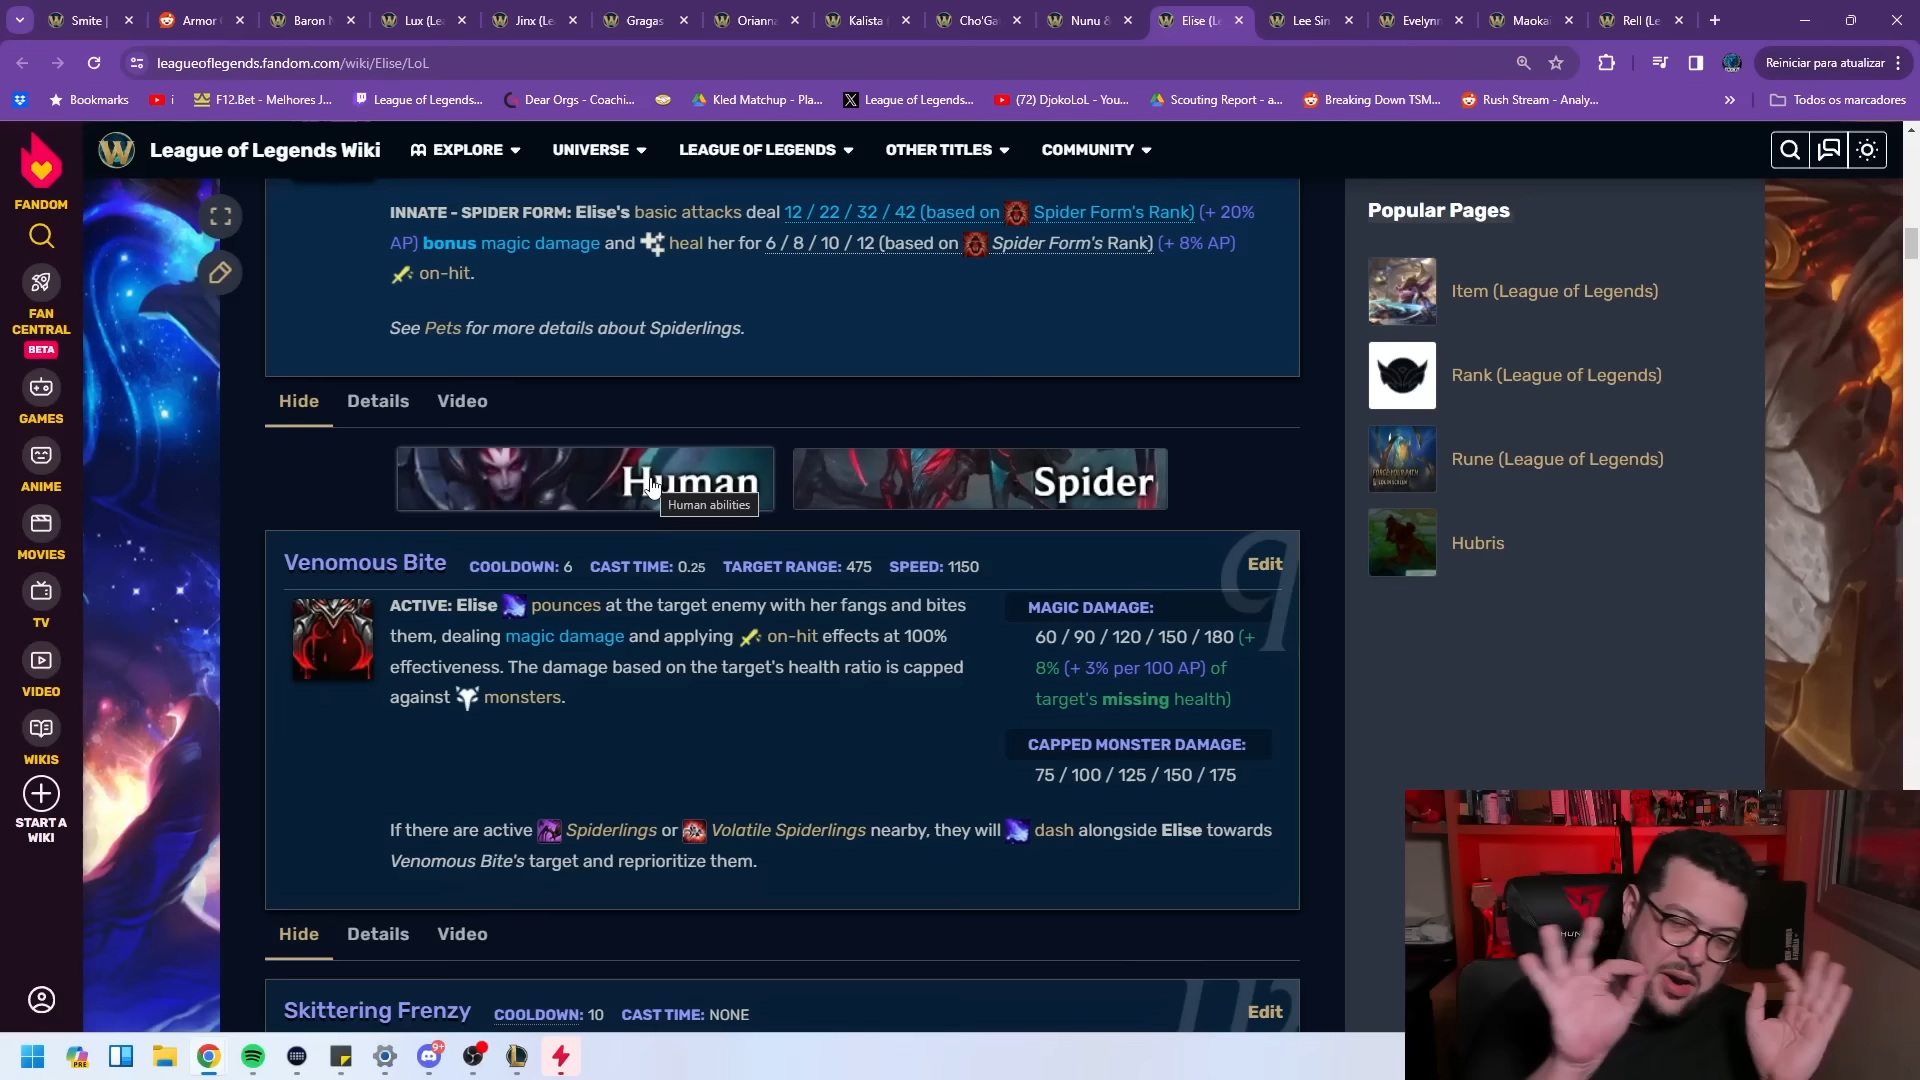 Smite |
Armor
Baron N
Lux (Lea
Jinx (Le
Gragas
Orianna
Kalista
Cho'Ga
Nunu &
Elise (L
Lee Sin
Evelynn
Maokai
Rell (Le
leagueoflegends.fandom.com/wiki/Elise/LoL
Reiniciar para atualizar
Bookmarks
i
F12.Bet - Melhores J...
League of Legends...
Dear Orgs - Coachi...
Kled Matchup - Pla...
League of Legends...
(72) DjokoLoL - You...
Scouting Report - a...
Breaking Down TSM...
Rush Stream - Analy...
Todos os marcadores
League of Legends Wiki
EXPLORE
UNIVERSE
LEAGUE OF LEGENDS
OTHER TITLES
COMMUNITY
FANDOM
FAN
CENTRAL
BETA
GAMES
ANIME
MOVIES
TV
VIDEO
WIKIS
START A
WIKI
INNATE - SPIDER FORM: Elise's basic attacks deal 12 / 22 / 32 / 42 (based on Spider Form's Rank) (+ 20%
AP) bonus magic damage and heal her for 6 / 8 / 10 / 12 (based on Spider Form's Rank) (+ 8% AP)
on-hit.
See Pets for more details about Spiderlings.
Hide Details Video
Human
Spider
Human abilities
Venomous Bite COOLDOWN: 6 CAST TIME: 0.25 TARGET RANGE: 475 SPEED: 1150
Edit
q
ACTIVE: Elise pounces at the target enemy with her fangs and bites
them, dealing magic damage and applying on-hit effects at 100%
effectiveness. The damage based on the target's health ratio is capped
against monsters.
MAGIC DAMAGE:
60 / 90 / 120 / 150 / 180 (+
8% (+ 3% per 100 AP) of
target's missing health)
CAPPED MONSTER DAMAGE:
75 / 100 / 125 / 150 / 175
If there are active Spiderlings or Volatile Spiderlings nearby, they will dash alongside Elise towards
Venomous Bite's target and reprioritize them.
Hide Details Video
Skittering Frenzy COOLDOWN: 10 CAST TIME: NONE
Edit
Popular Pages
Item (League of Legends)
Rank (League of Legends)
Rune (League of Legends)
Hubris
PRE
9+